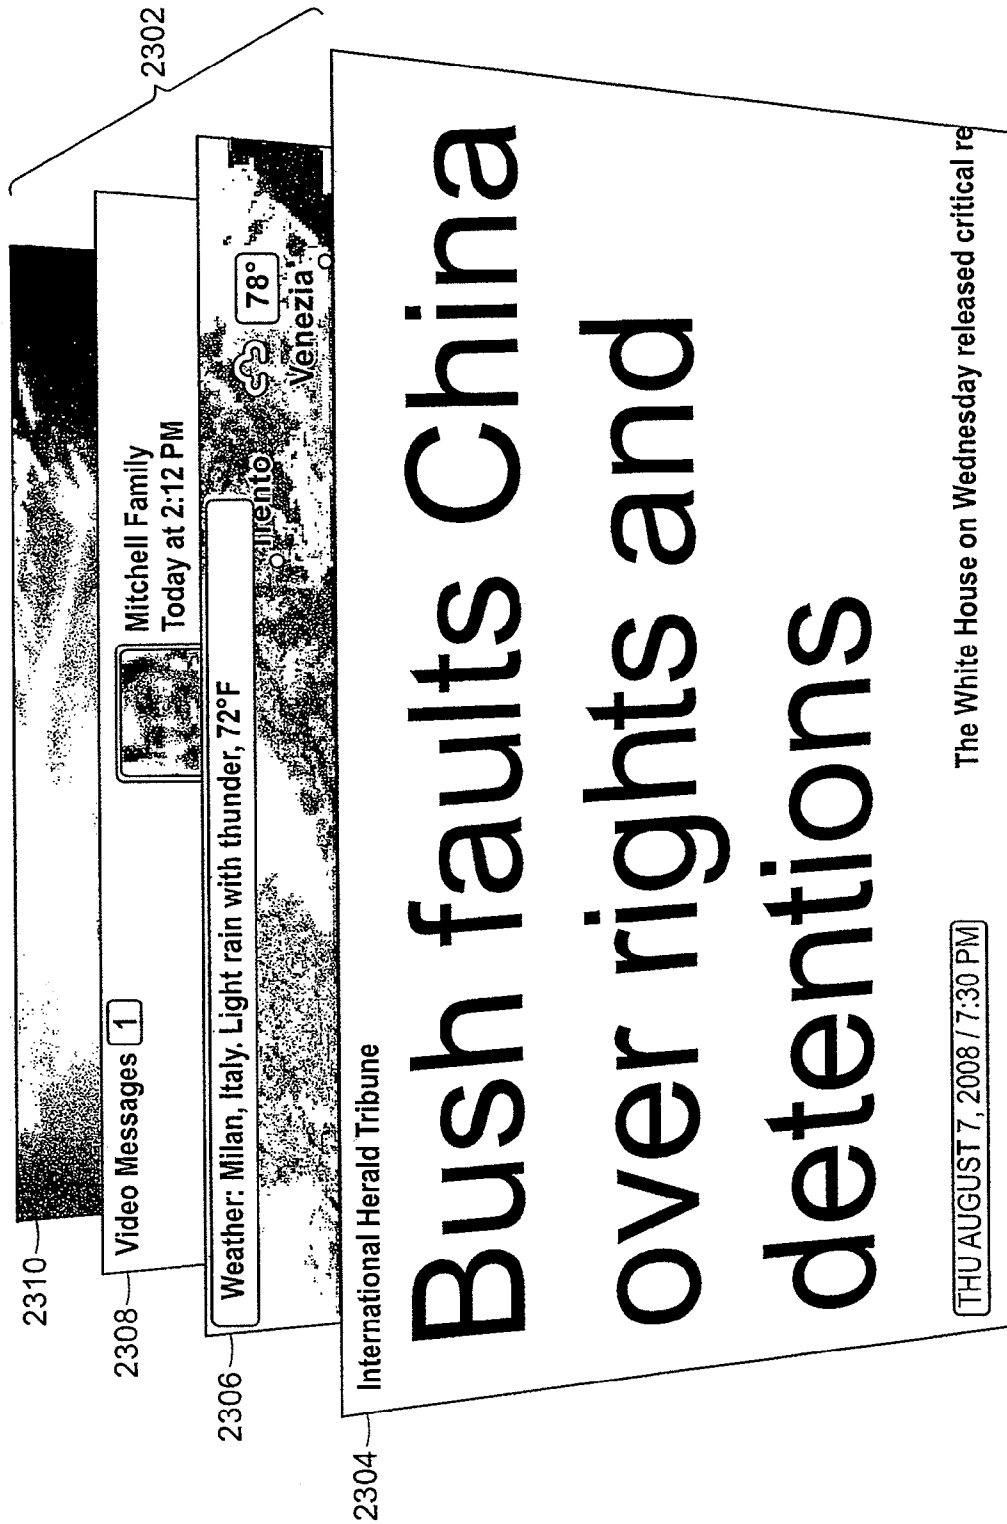 2302
2310
2308
Video Messages 1
Mitchell Family
Today at 2:12 PM
2306
Weather: Milan, Italy. Light rain with thunder, 72°F
Trento
78°
Venezia
2304
International Herald Tribune
Bush faults China
over rights and
detentions
THU AUGUST 7, 2008 / 7:30 PM
The White House on Wednesday released critical re